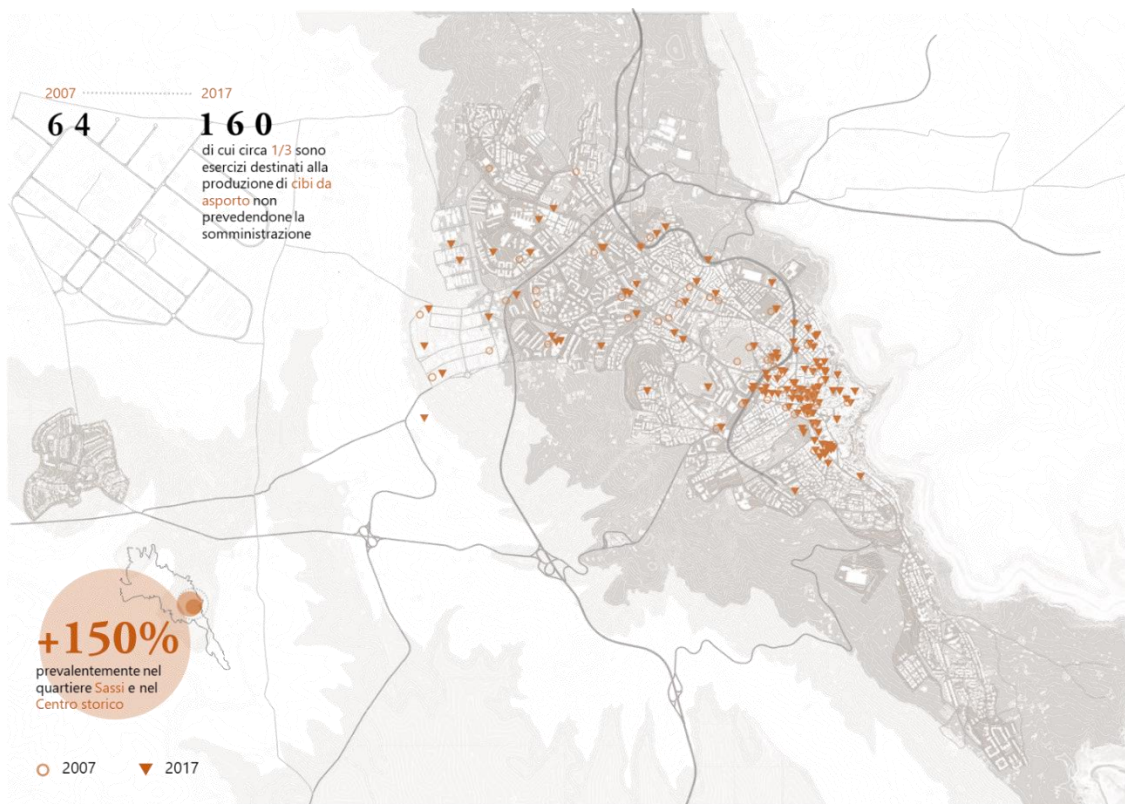 2007 2017
64 160
di cui circa 1/3 sono
esercizi destinati alla
produzione di cibi da
asporto non
prevedendone la
somministrazione
+150%
prevalentemente nel
quartiere Sassi e nel
Centro storico
2007 2017